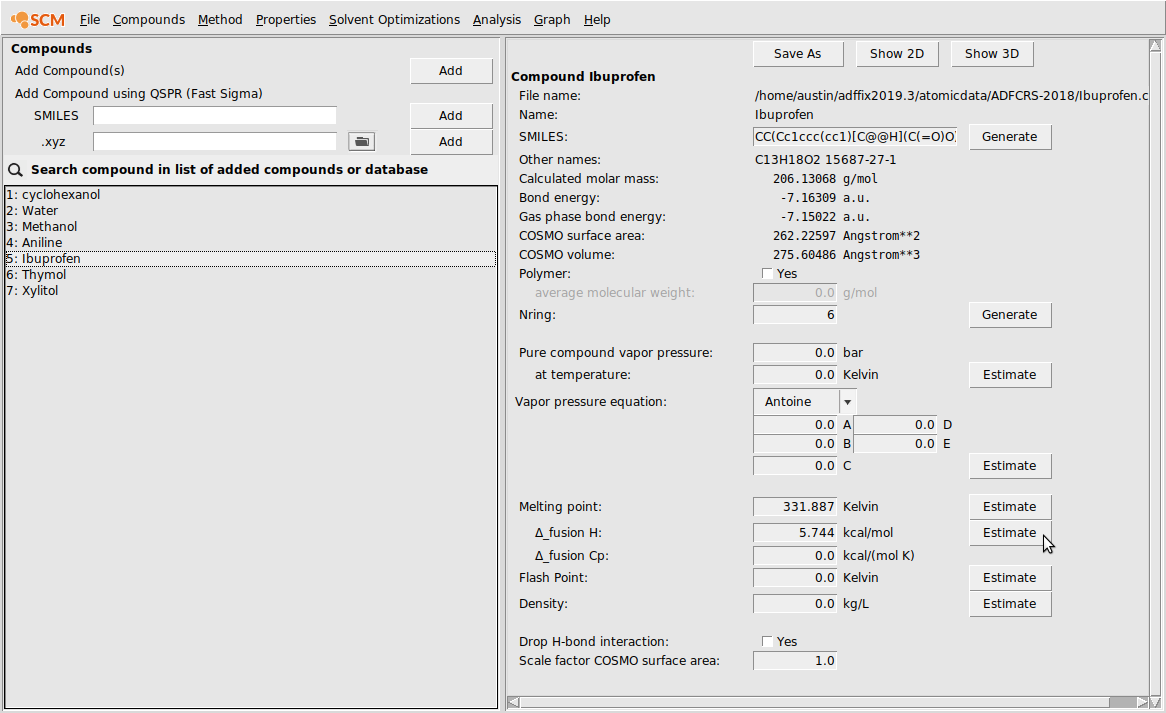 SCM File Compounds Method Properties Solvent Optimizations Analysis Graph Help
Compounds
Add Compound(s) Add
Add Compound using QSPR (Fast Sigma)
SMILES Add
.xyz Add
Search compound in list of added compounds or database
1: cyclohexanol
2: Water
3: Methanol
4: Aniline
5: Ibuprofen
6: Thymol
7: Xylitol
Save As Show 2D Show 3D
Compound Ibuprofen
File name: /home/austin/adffix2019.3/atomicdata/ADFCRS-2018/Ibuprofen.c
Name: Ibuprofen
SMILES: CC(Cc1ccc(cc1)[C@@H](C(=O)O) Generate
Other names: C13H18O2 15687-27-1
Calculated molar mass: 206.13068 g/mol
Bond energy: -7.16309 a.u.
Gas phase bond energy: -7.15022 a.u.
COSMO surface area: 262.22597 Angstrom**2
COSMO volume: 275.60486 Angstrom**3
Polymer: Yes
average molecular weight: 0.0 g/mol
Nring: 6 Generate
Pure compound vapor pressure: 0.0 bar
at temperature: 0.0 Kelvin Estimate
Vapor pressure equation: Antoine
0.0 A 0.0 D
0.0 B 0.0 E
0.0 C Estimate
Melting point: 331.887 Kelvin Estimate
Δ_fusion H: 5.744 kcal/mol Estimate
Δ_fusion Cp: 0.0 kcal/(mol K)
Flash Point: 0.0 Kelvin Estimate
Density: 0.0 kg/L Estimate
Drop H-bond interaction: Yes
Scale factor COSMO surface area: 1.0